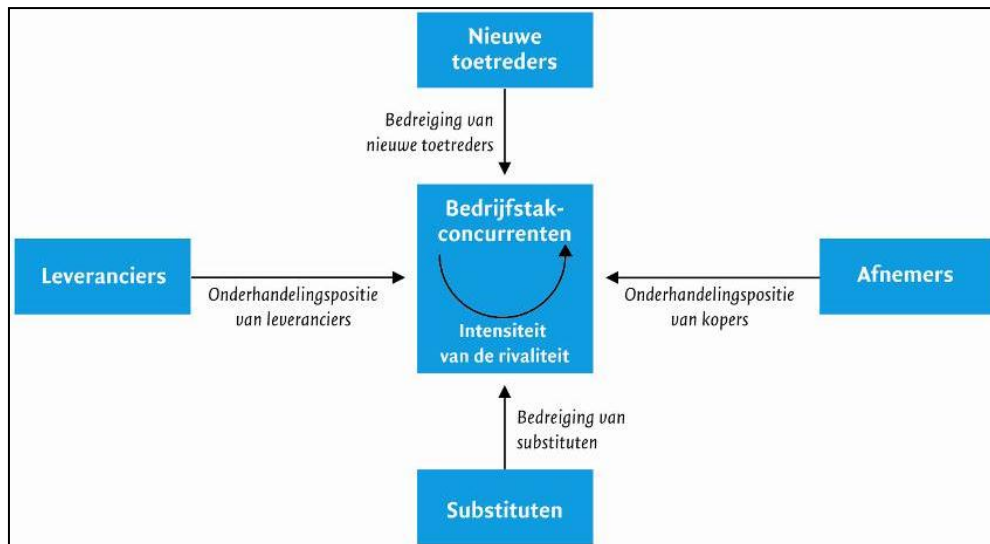 Nieuwe
toetreders
Bedreiging van
nieuwe toetreders
Bedrijfstak-
concurrenten
Leveranciers
Afnemers
Onderhandelingspositie
van leveranciers
Onderhandelingspositie
van kopers
Intensiteit
van de rivaliteit
Bedreiging van
substituten
Substituten